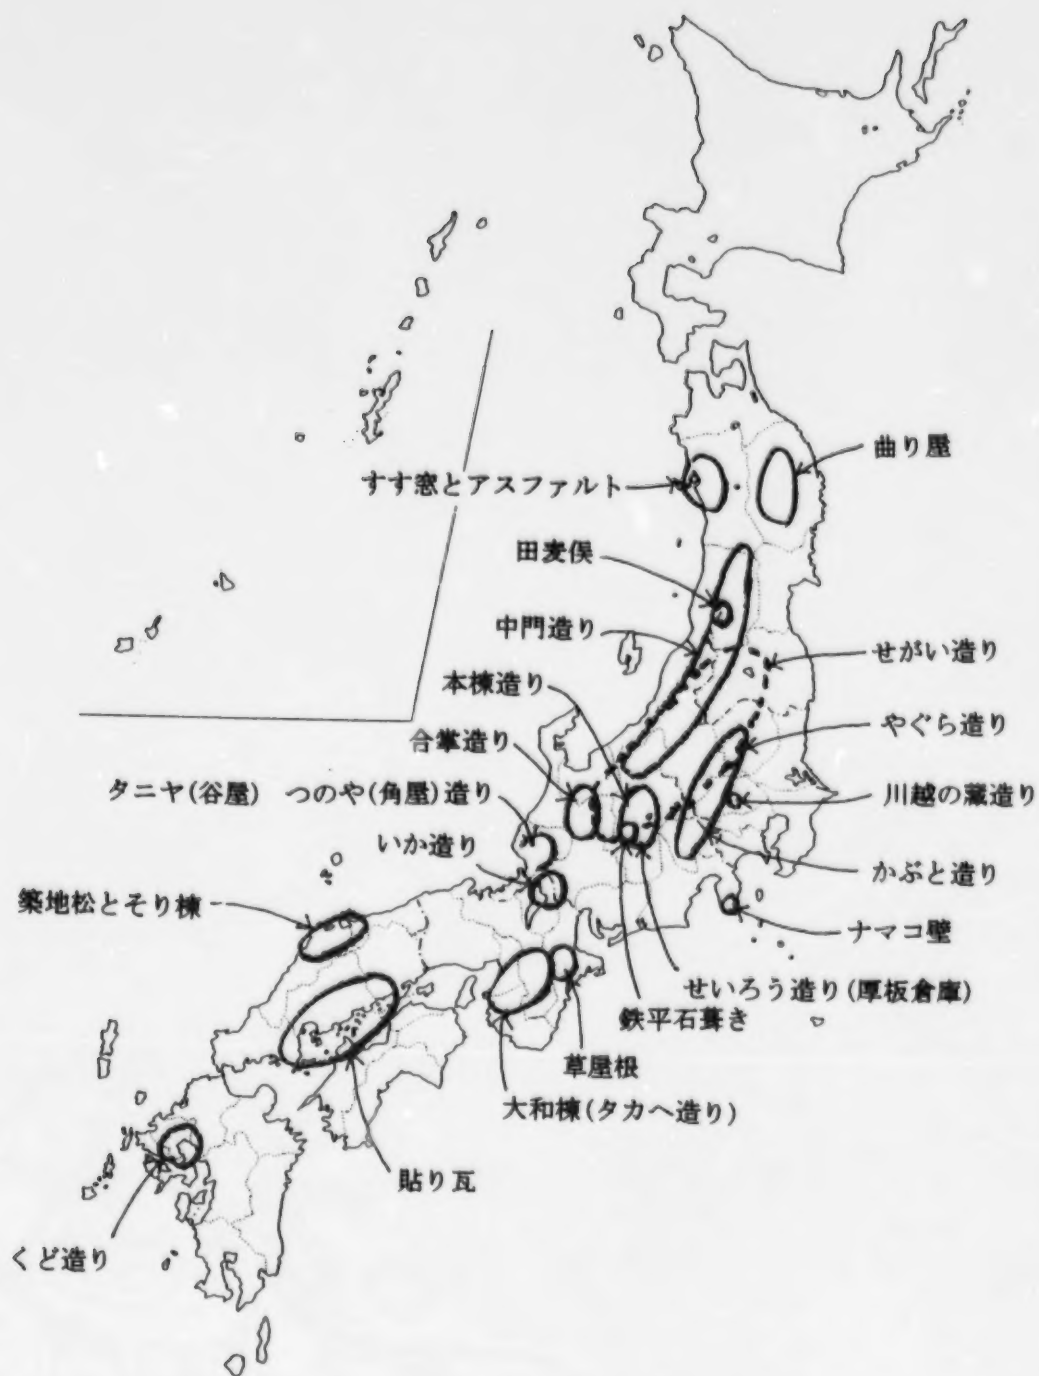 曲り屋
すす窓とアスファルト
田麦俣
中門造り
せがい造り
本棟造り
やぐら造り
合掌造り
タニヤ(谷屋) つのや(角屋)造り
川越の蔵造り
いか造り
かぶと造り
築地松とそり棟
ナマコ壁
せいろう造り(厚板倉庫)
鉄平石葺き
草屋根
大和棟(タカヘ造り)
貼り瓦
くど造り